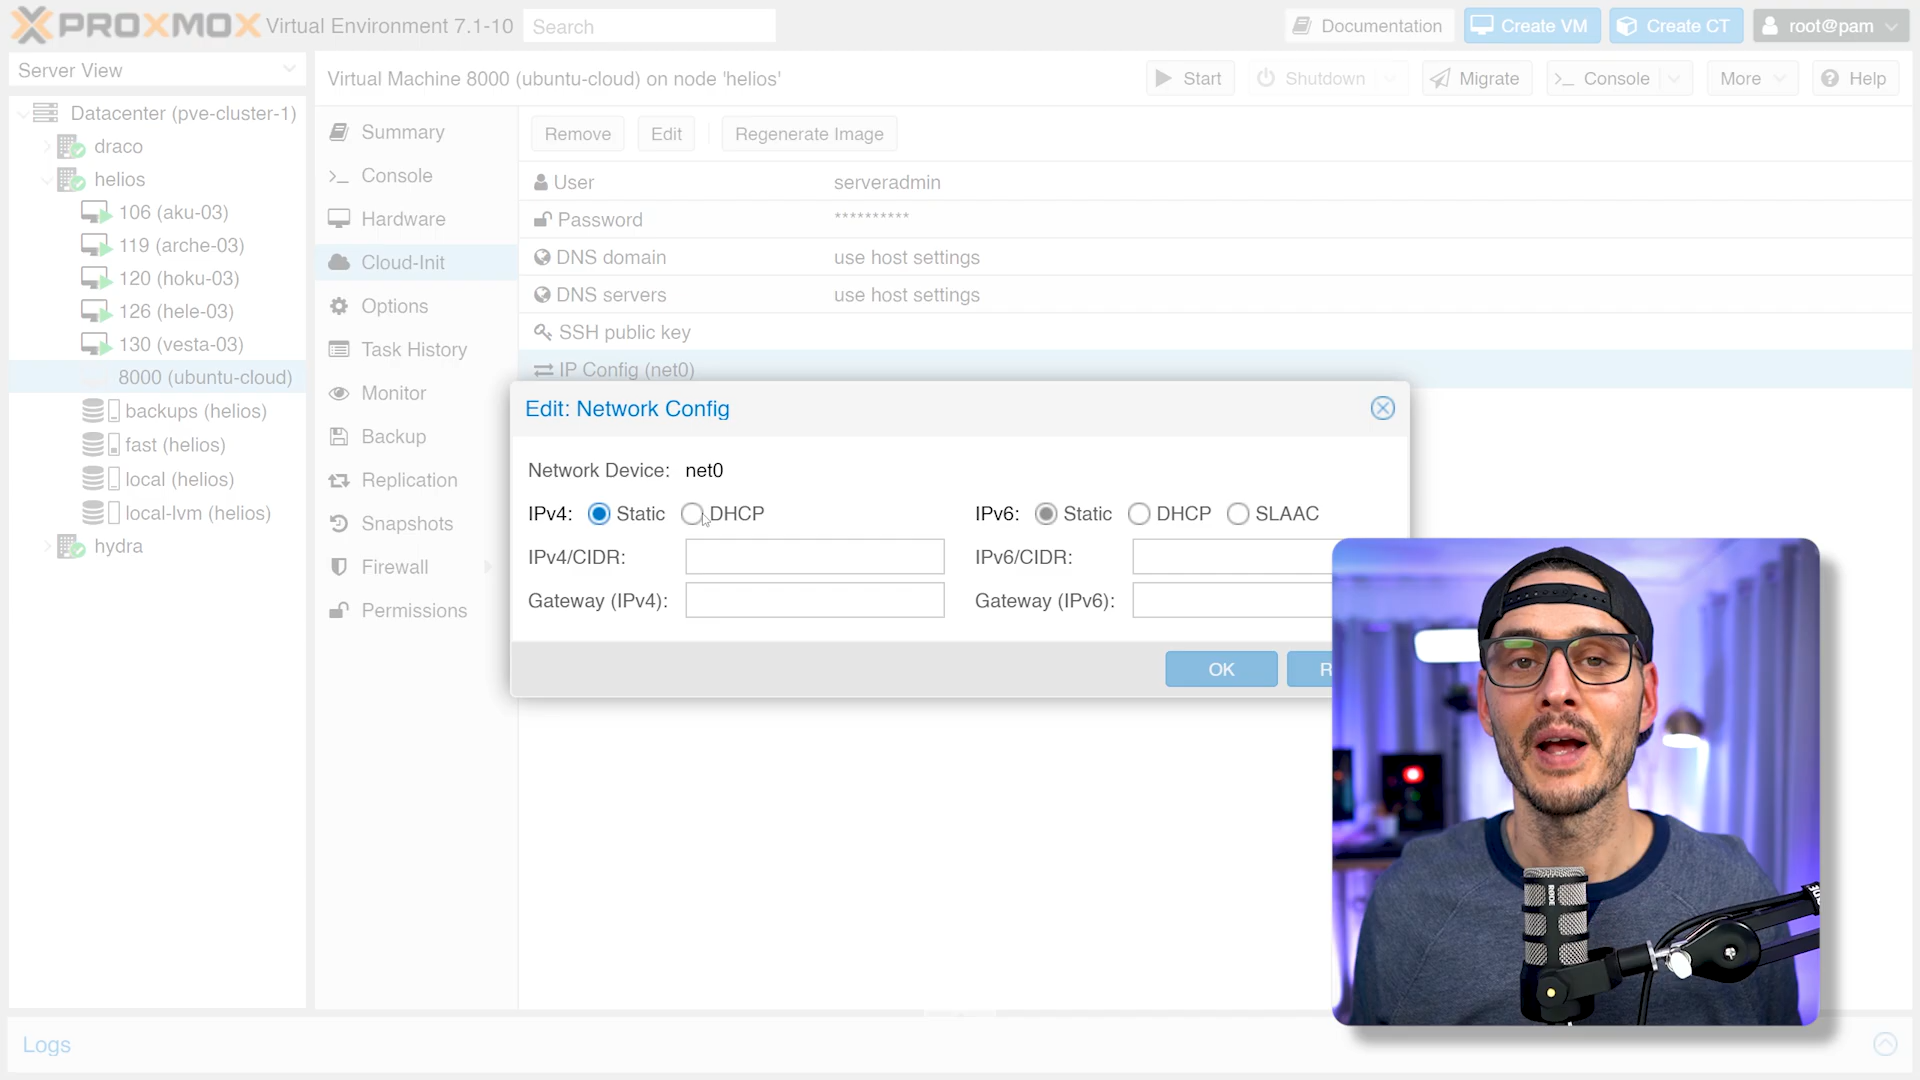 PROXMOX Virtual Environment 7.1-10 Search Documentation Create VM Create CT root@pam
Server View
Virtual Machine 8000 (ubuntu-cloud) on node 'helios' Start Shutdown Migrate Console More Help
Datacenter (pve-cluster-1)
draco
helios
106 (aku-03)
119 (arche-03)
120 (hoku-03)
126 (hele-03)
130 (vesta-03)
8000 (ubuntu-cloud)
backups (helios)
fast (helios)
local (helios)
local-lvm (helios)
hydra
Summary
Console
Hardware
Cloud-Init
Options
Task History
Monitor
Backup
Replication
Snapshots
Firewall
Permissions
Remove Edit Regenerate Image
User serveradmin
Password **********
DNS domain use host settings
DNS servers use host settings
SSH public key
IP Config (net0)
Edit: Network Config
Network Device: net0
IPv4: Static DHCP IPv6: Static DHCP SLAAC
IPv4/CIDR: IPv6/CIDR:
Gateway (IPv4): Gateway (IPv6):
OK R
RODE
Logs